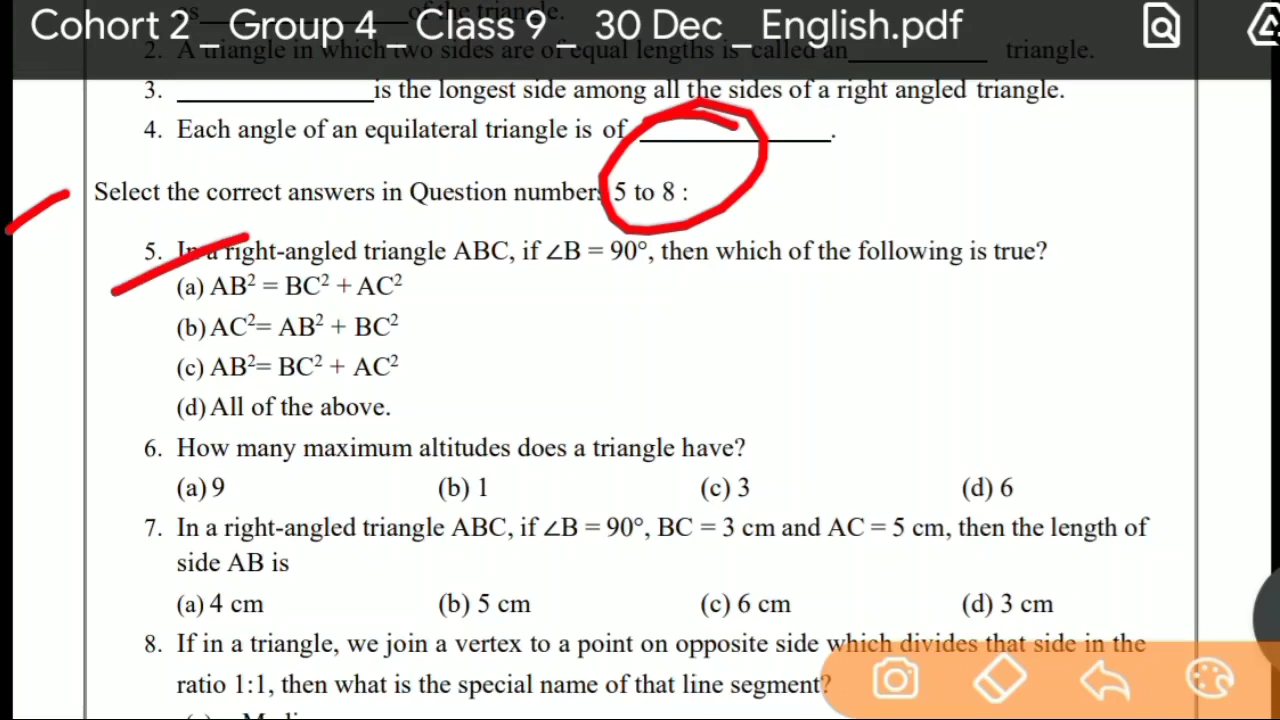 Cohort 2 _ Group 4 _ Class 9 _ 30 Dec _ English.pdf
as____________of the triangle.
2. A triangle in which two sides are of equal lengths is called an__________ triangle.
3. ______________is the longest side among all the sides of a right angled triangle.
4. Each angle of an equilateral triangle is of ______________.
Select the correct answers in Question numbers 5 to 8 :
5. In a right-angled triangle ABC, if ∠B = 90°, then which of the following is true?
(a) AB² = BC² + AC²
(b) AC²= AB² + BC²
(c) AB²= BC² + AC²
(d) All of the above.
6. How many maximum altitudes does a triangle have?
(a) 9 (b) 1 (c) 3 (d) 6
7. In a right-angled triangle ABC, if ∠B = 90°, BC = 3 cm and AC = 5 cm, then the length of
side AB is
(a) 4 cm (b) 5 cm (c) 6 cm (d) 3 cm
8. If in a triangle, we join a vertex to a point on opposite side which divides that side in the
ratio 1:1, then what is the special name of that line segment?